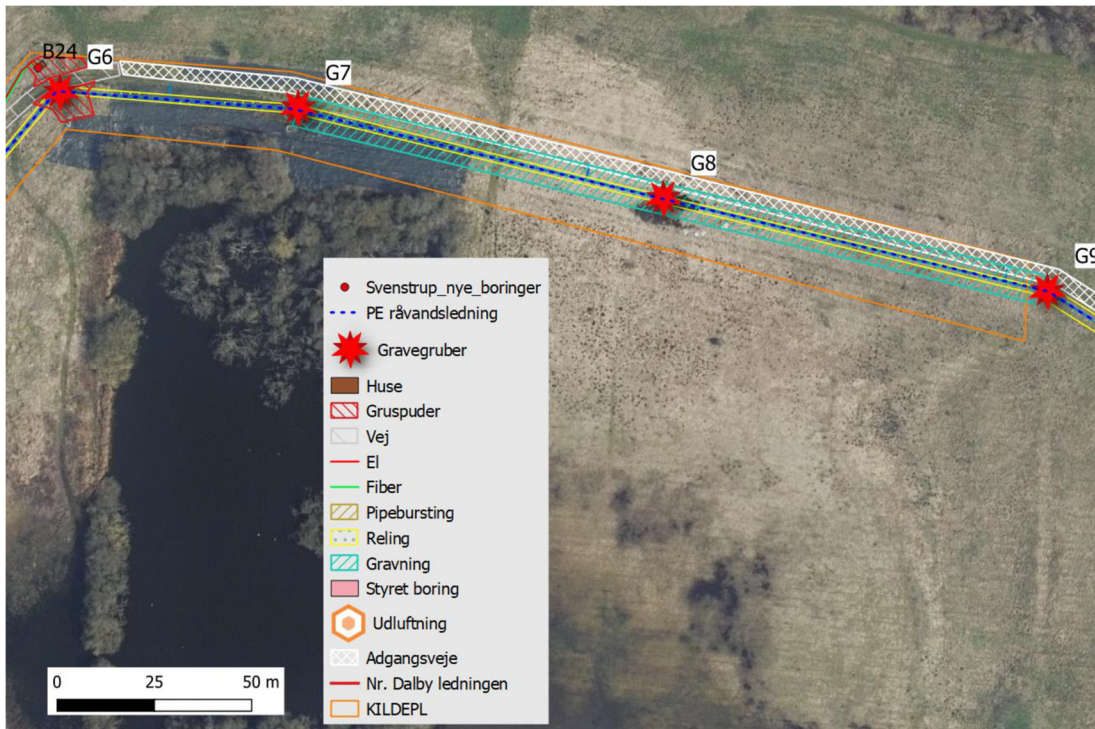 B24
G6
G7
G8
G9
Svenstrup_nye_boringer
PE råvandsledning
Gravegruber
Huse
Gruspuder
Vej
El
Fiber
Pipebursting
Reling
Gravning
Styret boring
Udluftning
Adgangsveje
Nr. Dalby ledningen
KILDEPL
0 25 50 m